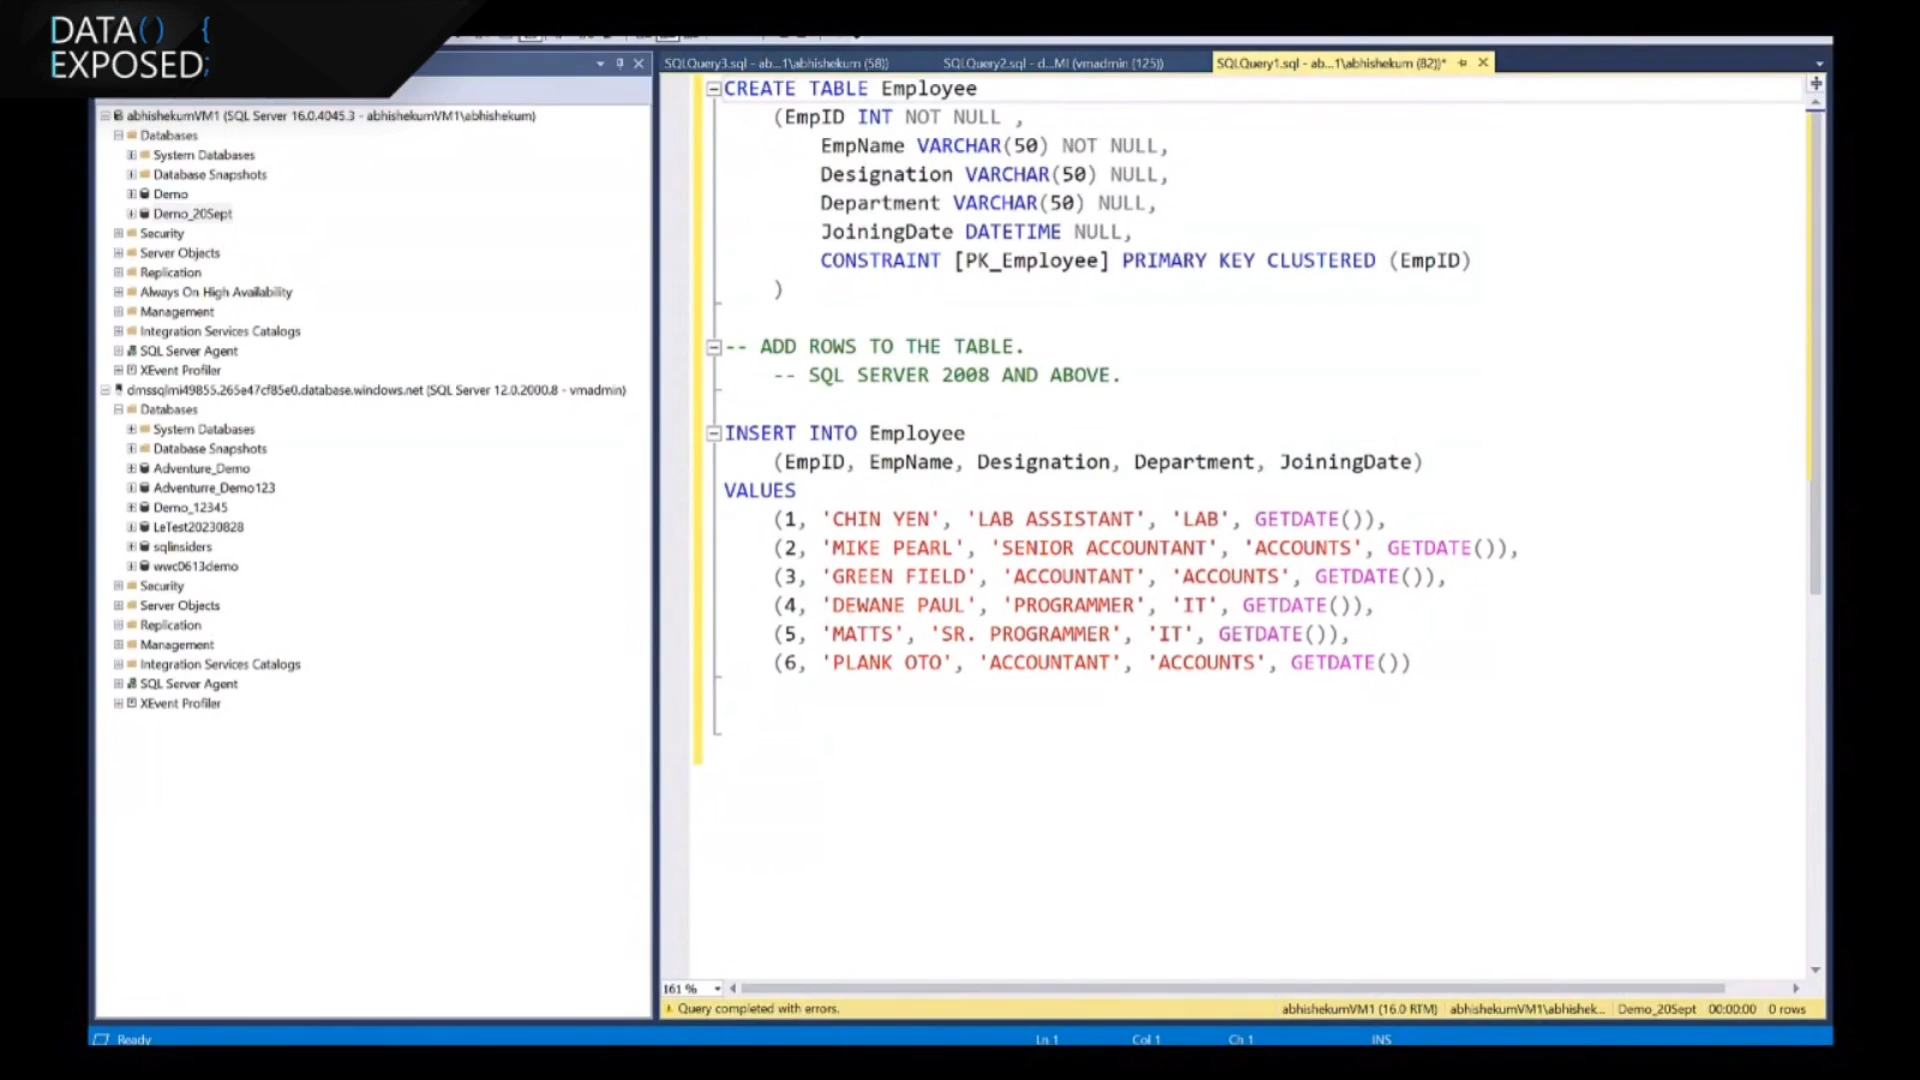 DATA() {
EXPOSED;
SQLQuery3.sql - ab...1\abhishekum (58))
SQLQuery2.sql - d...MI (vmadmin (125))
SQLQuery1.sql - ab...1\abhishekum (82))*
abhishekumVM1 (SQL Server 16.0.4045.3 - abhishekumVM1\abhishekum)
Databases
System Databases
Database Snapshots
Demo
Demo_20Sept
Security
Server Objects
Replication
Always On High Availability
Management
Integration Services Catalogs
SQL Server Agent
XEvent Profiler
dmssqlmi49855.265e47cf85e0.database.windows.net (SQL Server 12.0.2000.8 - vmadmin)
Databases
System Databases
Database Snapshots
Adventure_Demo
Adventurre_Demo123
Demo_12345
LeTest20230828
sqlinsiders
wwc0613demo
Security
Server Objects
Replication
Management
Integration Services Catalogs
SQL Server Agent
XEvent Profiler
CREATE TABLE Employee
(EmpID INT NOT NULL ,
EmpName VARCHAR(50) NOT NULL,
Designation VARCHAR(50) NULL,
Department VARCHAR(50) NULL,
JoiningDate DATETIME NULL,
CONSTRAINT [PK_Employee] PRIMARY KEY CLUSTERED (EmpID)
)
-- ADD ROWS TO THE TABLE.
-- SQL SERVER 2008 AND ABOVE.
INSERT INTO Employee
(EmpID, EmpName, Designation, Department, JoiningDate)
VALUES
(1, 'CHIN YEN', 'LAB ASSISTANT', 'LAB', GETDATE()),
(2, 'MIKE PEARL', 'SENIOR ACCOUNTANT', 'ACCOUNTS', GETDATE()),
(3, 'GREEN FIELD', 'ACCOUNTANT', 'ACCOUNTS', GETDATE()),
(4, 'DEWANE PAUL', 'PROGRAMMER', 'IT', GETDATE()),
(5, 'MATTS', 'SR. PROGRAMMER', 'IT', GETDATE()),
(6, 'PLANK OTO', 'ACCOUNTANT', 'ACCOUNTS', GETDATE())
161 %
Query completed with errors.
abhishekumVM1 (16.0 RTM)
abhishekumVM1\abhishek...
Demo_20Sept
00:00:00
0 rows
Ready
Ln 1
Col 1
Ch 1
INS